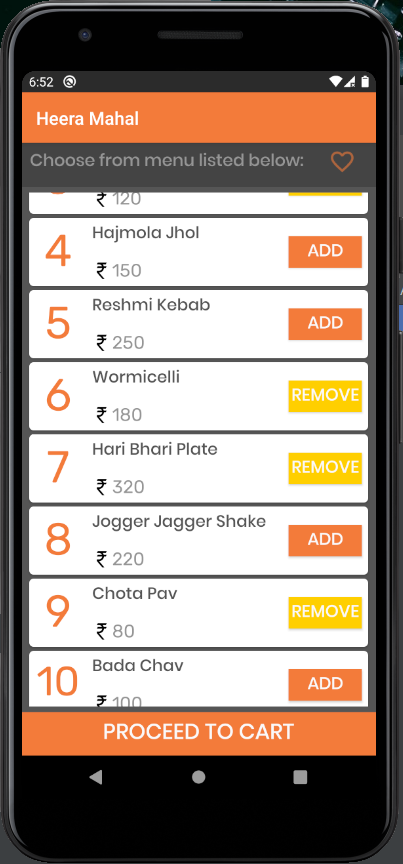 6:52
Heera Mahal
Choose from menu listed below:
₹ 120
4 Hajmola Jhol
₹ 150
ADD
5 Reshmi Kebab
₹ 250
ADD
6 Wormicelli
₹ 180
REMOVE
7 Hari Bhari Plate
₹ 320
REMOVE
8 Jogger Jagger Shake
₹ 220
ADD
9 Chota Pav
₹ 80
REMOVE
10 Bada Chav
₹ 100
ADD
PROCEED TO CART